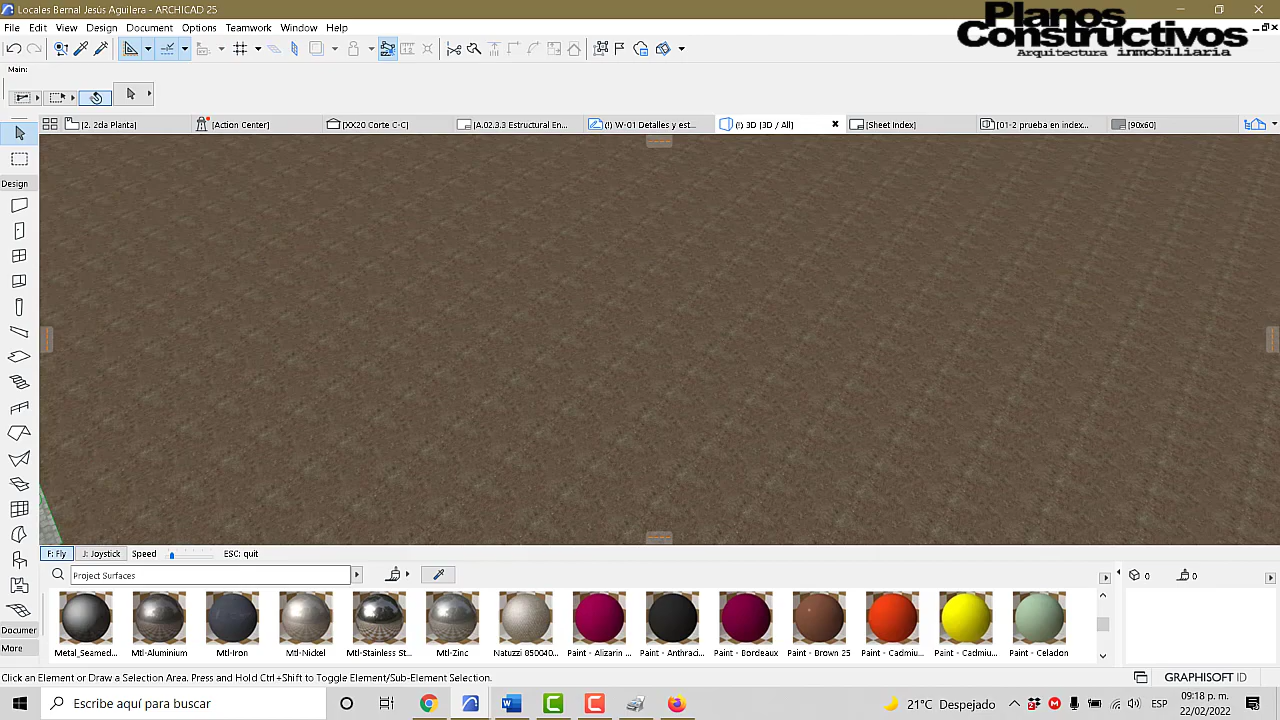 Locales Bernal Jesús Aguilera - ARCHICAD 25
Planos
Constructivos
Arquitectura inmobiliaria
File Edit View Design Document Options Teamwork Window Help
Main:
[2. 2da Planta]
[Action Center]
[XX20 Corte C-C]
[A.02.3.3 Estructural En...
(!) W-01 Detalles y est...
(!) 3D [3D / All]
[Sheet Index]
[01-2 prueba en index...
[90x60]
Design
F: Fly
J: Joystick
Speed
ESC: quit
Project Surfaces
0
0
Metal_Seamed...
Mtl-Aluminium
Mtl-Iron
Mtl-Nickel
Mtl-Stainless St...
Mtl-Zinc
Natuzzi 85004D...
Paint - Alizarin ...
Paint - Anthraci...
Paint - Bordeaux
Paint - Brown 25
Paint - Cadmiu...
Paint - Cadmiu...
Paint - Celadon
Document
More
Click an Element or Draw a Selection Area. Press and Hold Ctrl+Shift to Toggle Element/Sub-Element Selection.
GRAPHISOFT ID
Escribe aquí para buscar
21°C Despejado
ESP
09:18 p. m.
22/02/2022